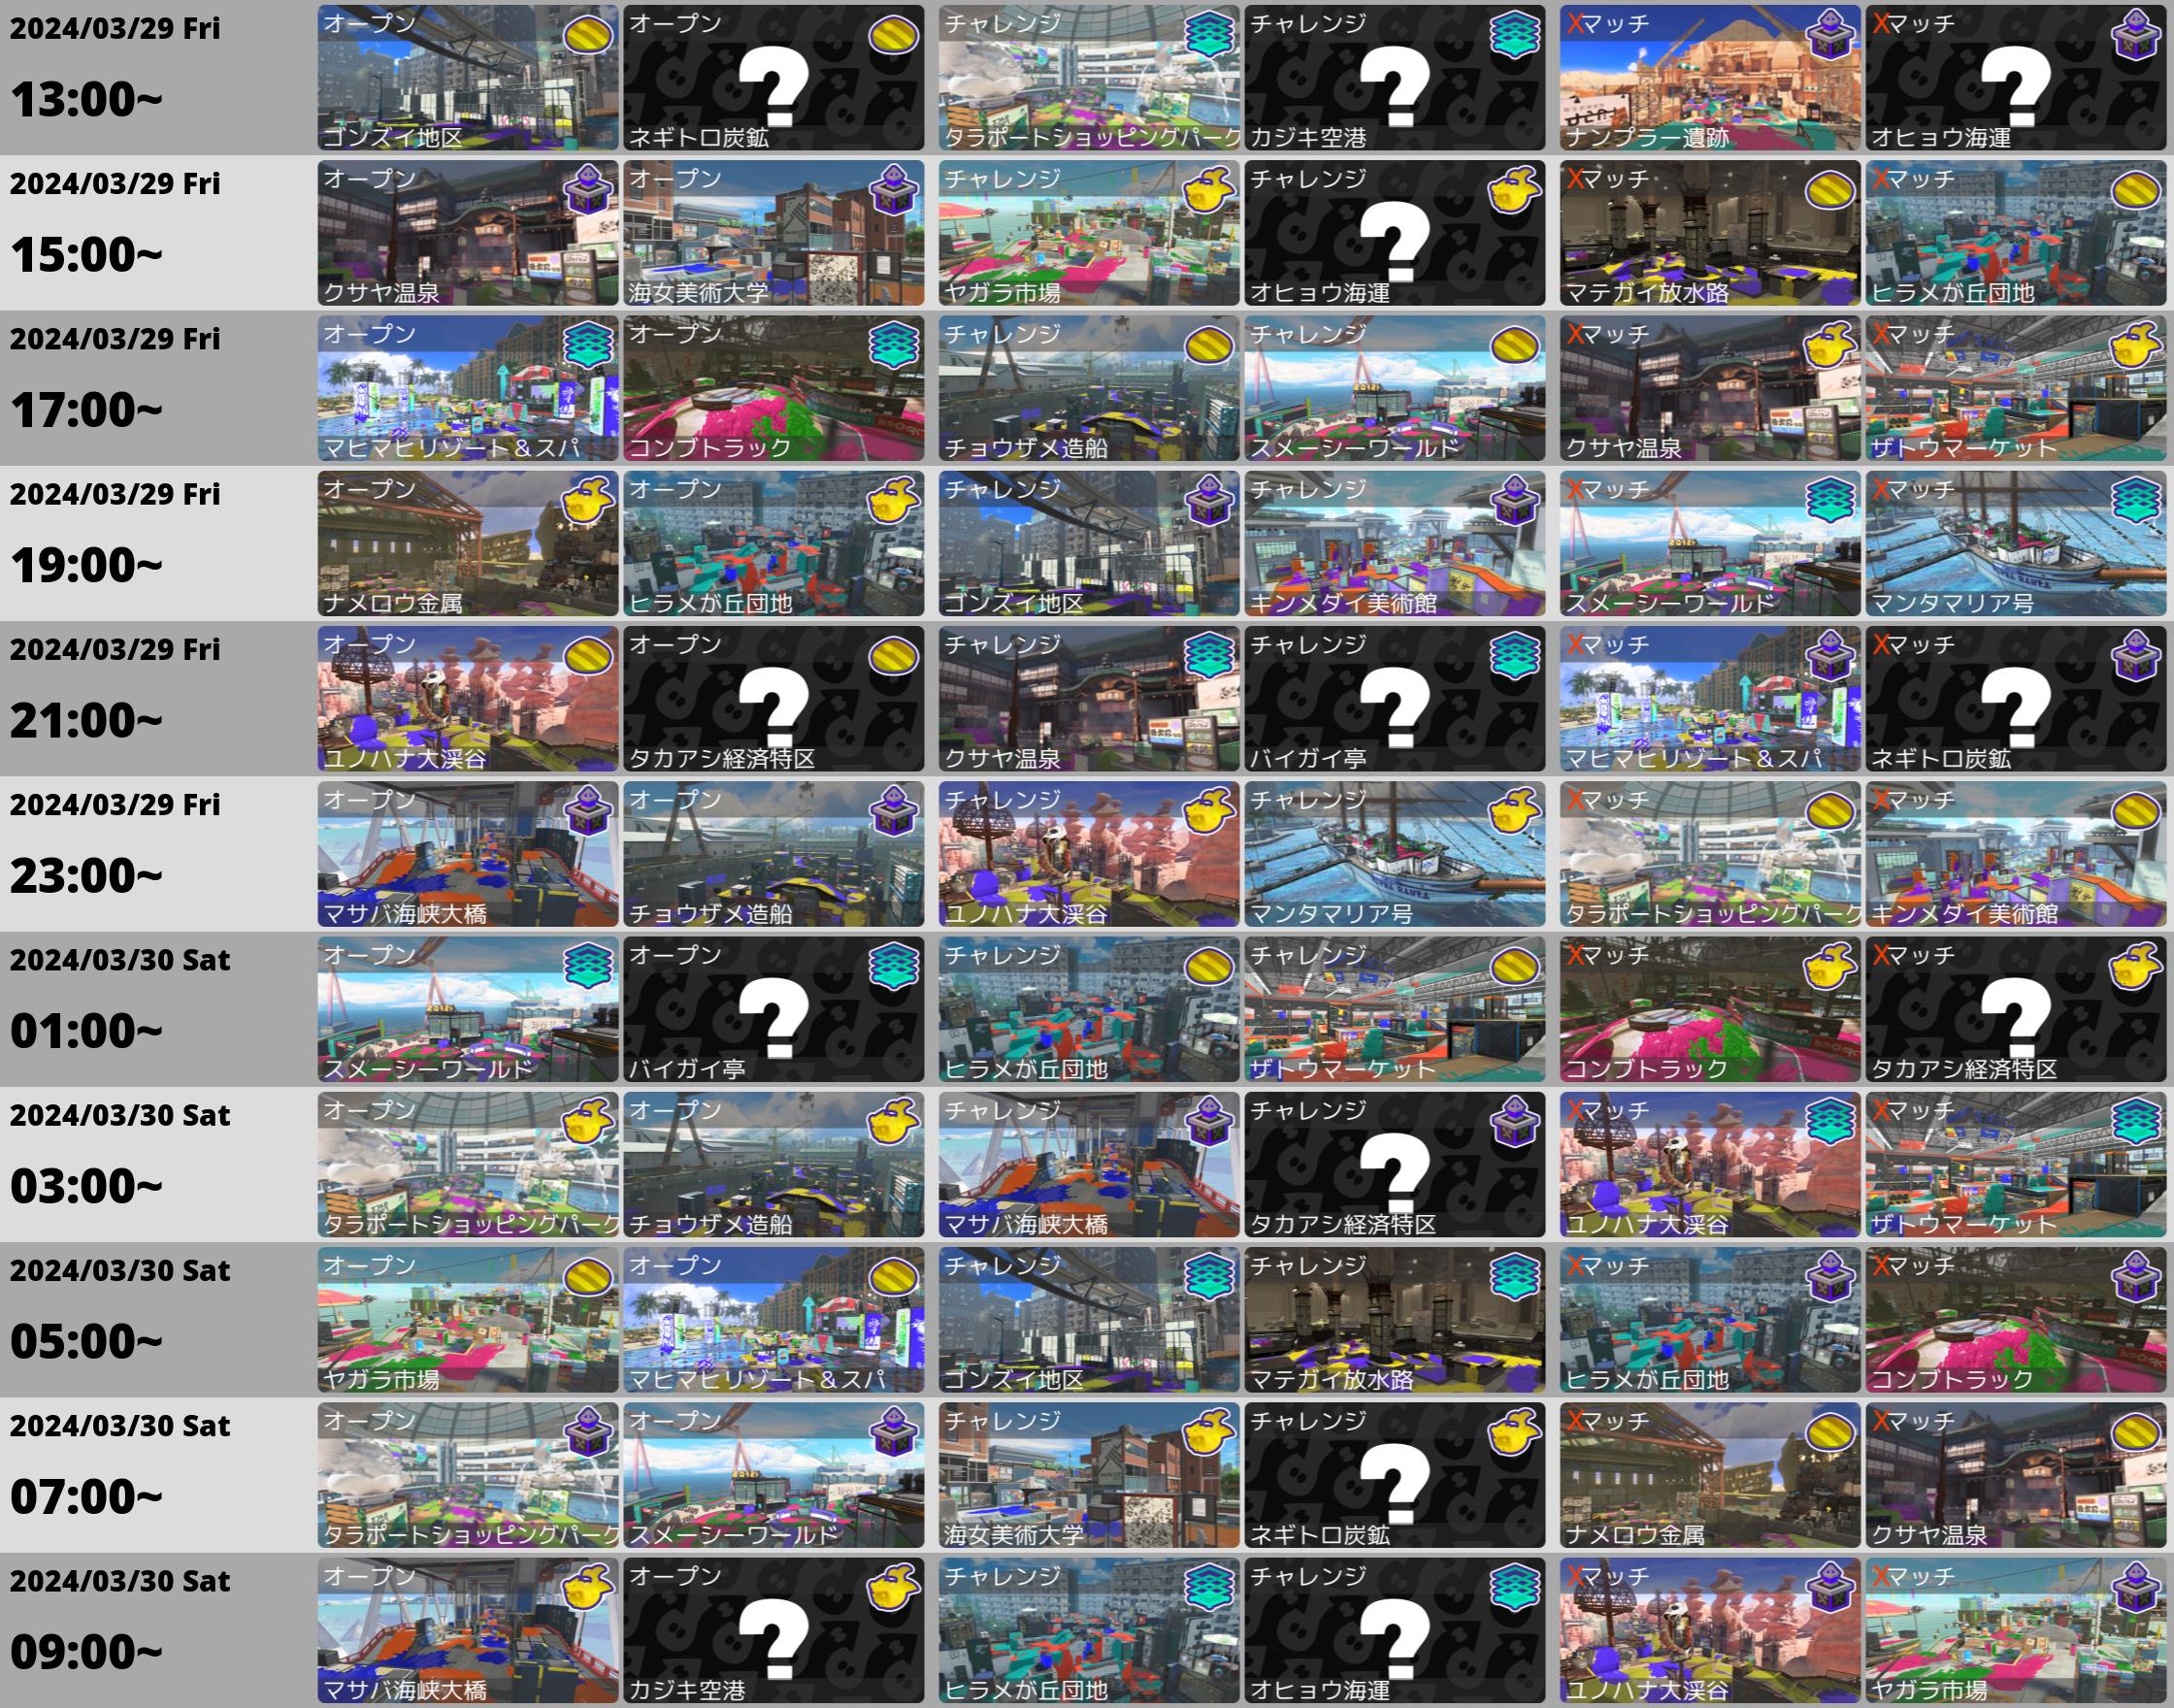 2024/03/29 Fri
13:00~
オープン
ゴンズイ地区
オープン
ネギトロ炭鉱
チャレンジ
タラポートショッピングパーク
チャレンジ
カジキ空港
Xマッチ
ナンプラー遺跡
Xマッチ
オヒョウ海運
2024/03/29 Fri
15:00~
オープン
クサヤ温泉
オープン
海女美術大学
チャレンジ
ヤガラ市場
チャレンジ
オヒョウ海運
Xマッチ
マテガイ放水路
Xマッチ
ヒラメが丘団地
2024/03/29 Fri
17:00~
オープン
マヒマヒリゾート&スパ
オープン
コンブトラック
チャレンジ
チョウザメ造船
チャレンジ
スメーシーワールド
Xマッチ
クサヤ温泉
Xマッチ
ザトウマーケット
2024/03/29 Fri
19:00~
オープン
ナメロウ金属
オープン
ヒラメが丘団地
チャレンジ
ゴンズイ地区
チャレンジ
キンメダイ美術館
Xマッチ
スメーシーワールド
Xマッチ
マンタマリア号
2024/03/29 Fri
21:00~
オープン
ユノハナ大渓谷
オープン
タカアシ経済特区
チャレンジ
クサヤ温泉
チャレンジ
バイガイ亭
Xマッチ
マヒマヒリゾート&スパ
Xマッチ
ネギトロ炭鉱
2024/03/29 Fri
23:00~
オープン
マサバ海峡大橋
オープン
チョウザメ造船
チャレンジ
ユノハナ大渓谷
チャレンジ
マンタマリア号
Xマッチ
タラポートショッピングパーク
Xマッチ
キンメダイ美術館
2024/03/30 Sat
01:00~
オープン
スメーシーワールド
オープン
バイガイ亭
チャレンジ
ヒラメが丘団地
チャレンジ
ザトウマーケット
Xマッチ
コンブトラック
Xマッチ
タカアシ経済特区
2024/03/30 Sat
03:00~
オープン
タラポートショッピングパーク
オープン
チョウザメ造船
チャレンジ
マサバ海峡大橋
チャレンジ
タカアシ経済特区
Xマッチ
ユノハナ大渓谷
Xマッチ
ザトウマーケット
2024/03/30 Sat
05:00~
オープン
ヤガラ市場
オープン
マヒマヒリゾート&スパ
チャレンジ
ゴンズイ地区
チャレンジ
マテガイ放水路
Xマッチ
ヒラメが丘団地
Xマッチ
コンブトラック
2024/03/30 Sat
07:00~
オープン
タラポートショッピングパーク
オープン
スメーシーワールド
チャレンジ
海女美術大学
チャレンジ
ネギトロ炭鉱
Xマッチ
ナメロウ金属
Xマッチ
クサヤ温泉
2024/03/30 Sat
09:00~
オープン
マサバ海峡大橋
オープン
カジキ空港
チャレンジ
ヒラメが丘団地
チャレンジ
オヒョウ海運
Xマッチ
ユノハナ大渓谷
Xマッチ
ヤガラ市場